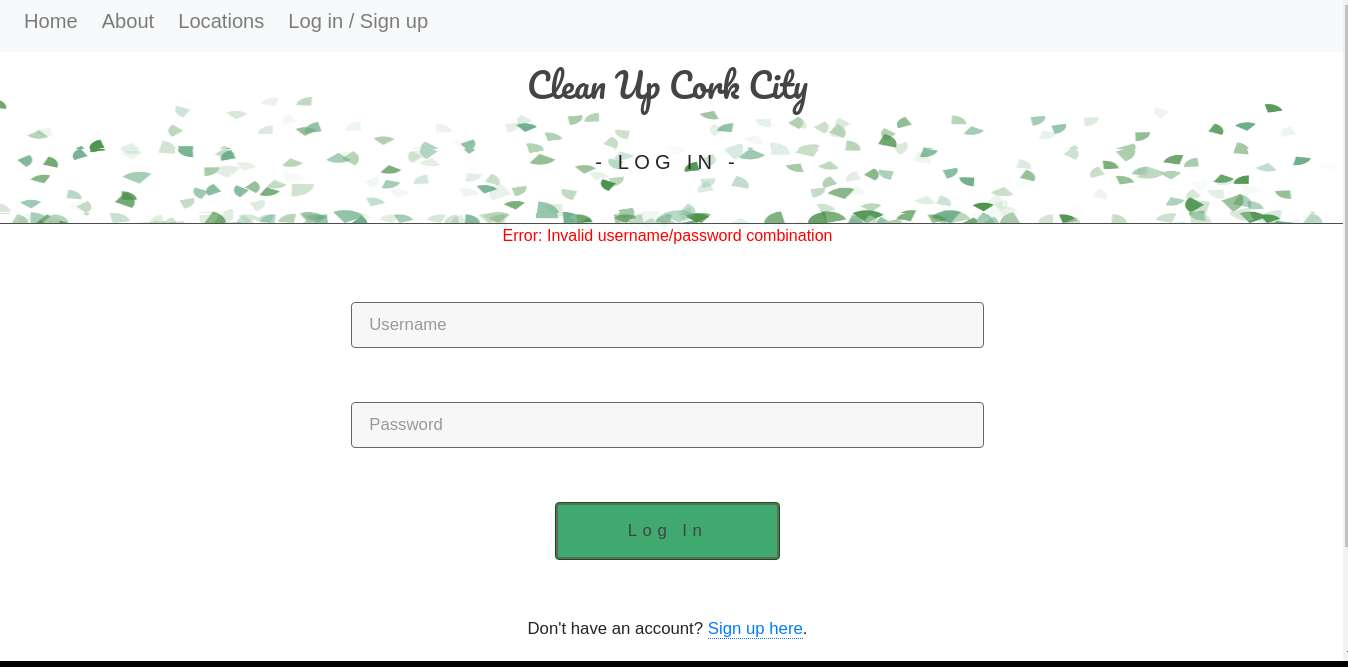 Home About Locations Log in / Sign up
Clean Up Cork City
- LOG IN -
Error: Invalid username/password combination
Username
Password
Log In
Don't have an account? Sign up here.